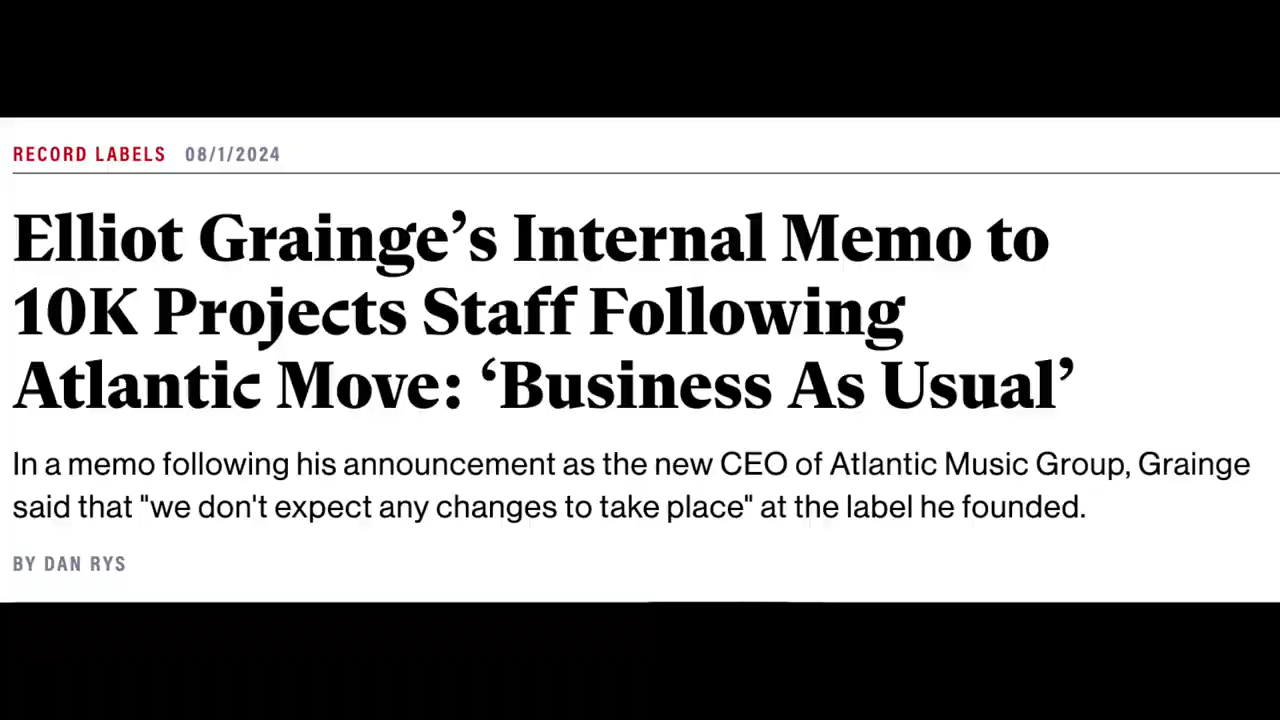 RECORD LABELS 08/1/2024
Elliot Grainge’s Internal Memo to
10K Projects Staff Following
Atlantic Move: ‘Business As Usual’
In a memo following his announcement as the new CEO of Atlantic Music Group, Grainge
said that "we don't expect any changes to take place" at the label he founded.
BY DAN RYS